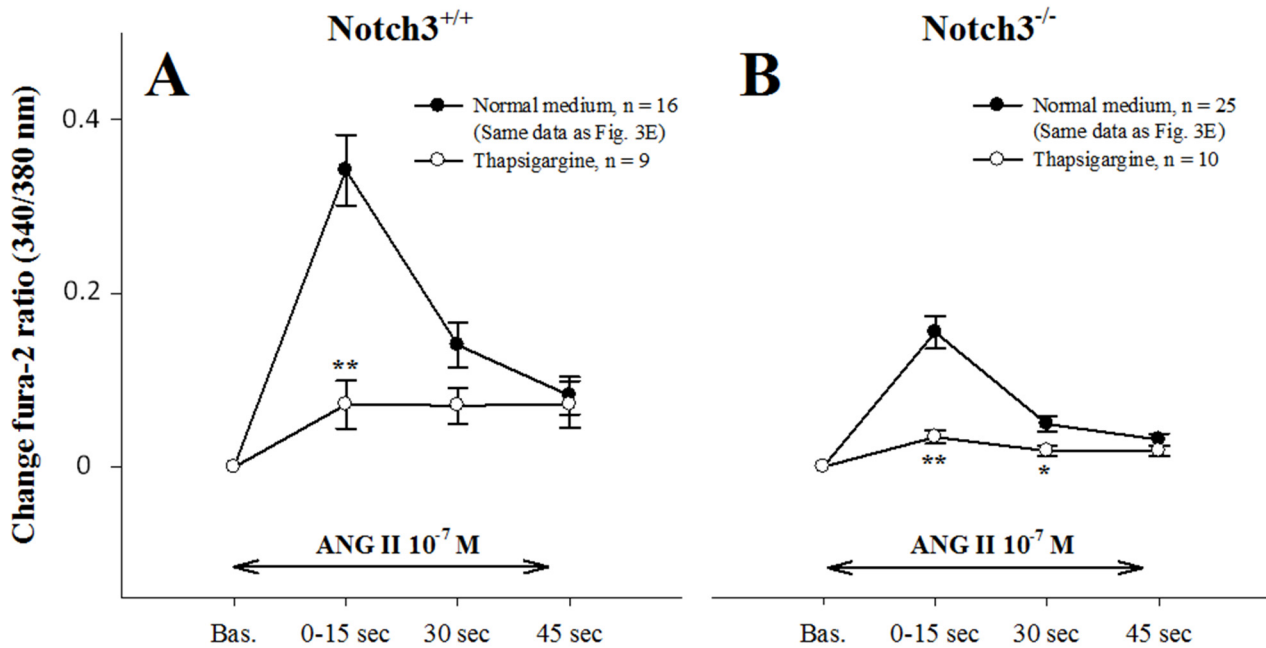 Notch3+/+
Notch3-/-
A
B
Normal medium, n = 16
(Same data as Fig. 3E)
Thapsigargine, n = 9
Normal medium, n = 25
(Same data as Fig. 3E)
Thapsigargine, n = 10
Change fura-2 ratio (340/380 nm)
0.4
0.2
0
**
**
*
ANG II 10-7 M
ANG II 10-7 M
Bas. 0-15 sec 30 sec 45 sec
Bas. 0-15 sec 30 sec 45 sec